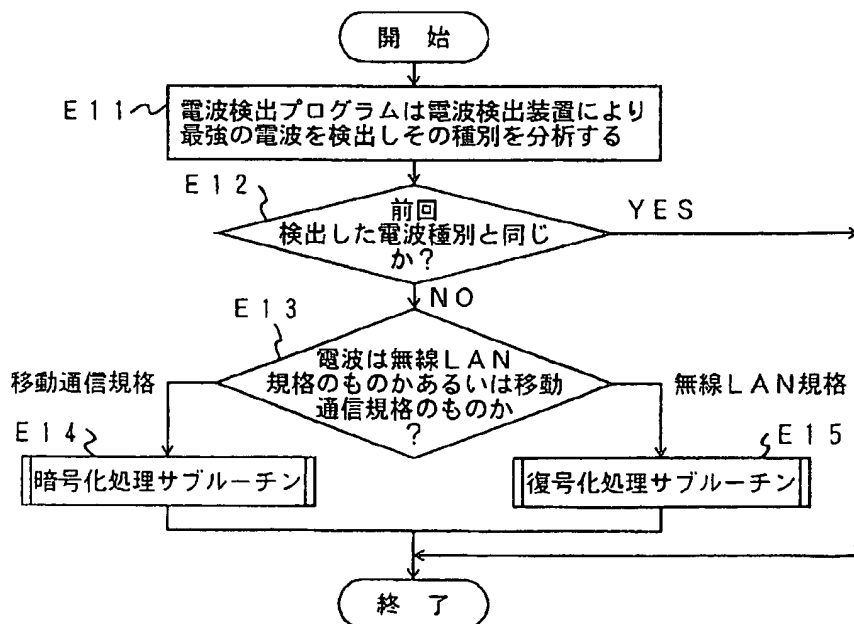 開 始
E11
電波検出プログラムは電波検出装置により
最強の電波を検出しその種別を分析する
E12
前回
検出した電波種別と同じ
か?
YES
NO
E13
電波は無線LAN
規格のものかあるいは移動
通信規格のものか
?
移動通信規格
無線LAN規格
E14
暗号化処理サブルーチン
E15
復号化処理サブルーチン
終 了